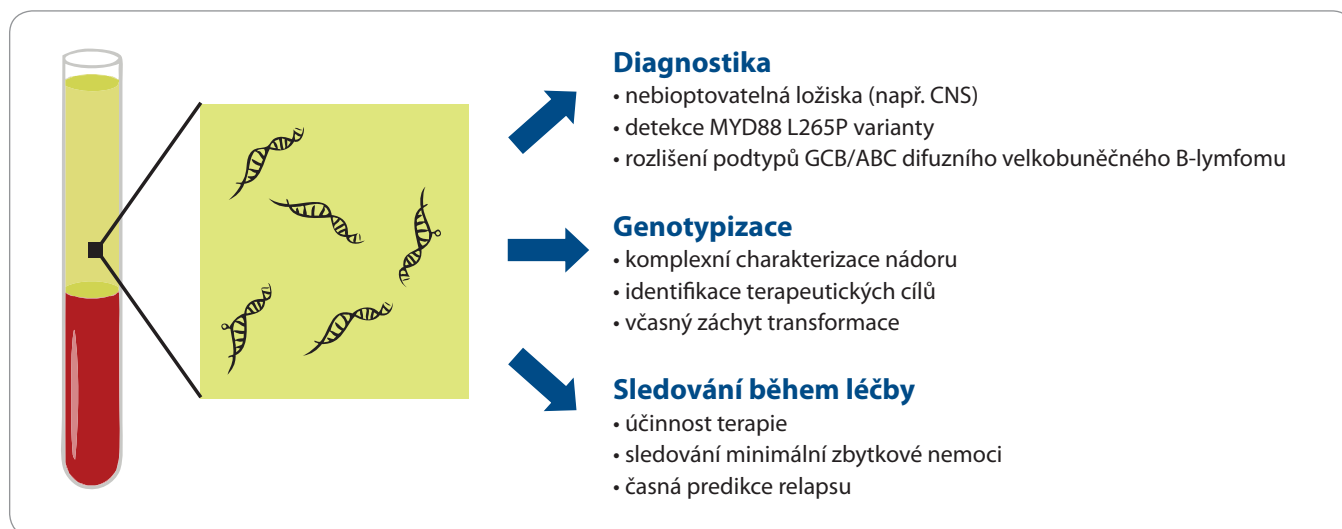 Diagnostika
• nebioptovatelná ložiska (např. CNS)
• detekce MYD88 L265P varianty
• rozlišení podtypů GCB/ABC difuzního velkobuněčného B-lymfomu
Genotypizace
• komplexní charakterizace nádoru
• identifikace terapeutických cílů
• včasný záchyt transformace
Sledování během léčby
• účinnost terapie
• sledování minimální zbytkové nemoci
• časná predikce relapsu